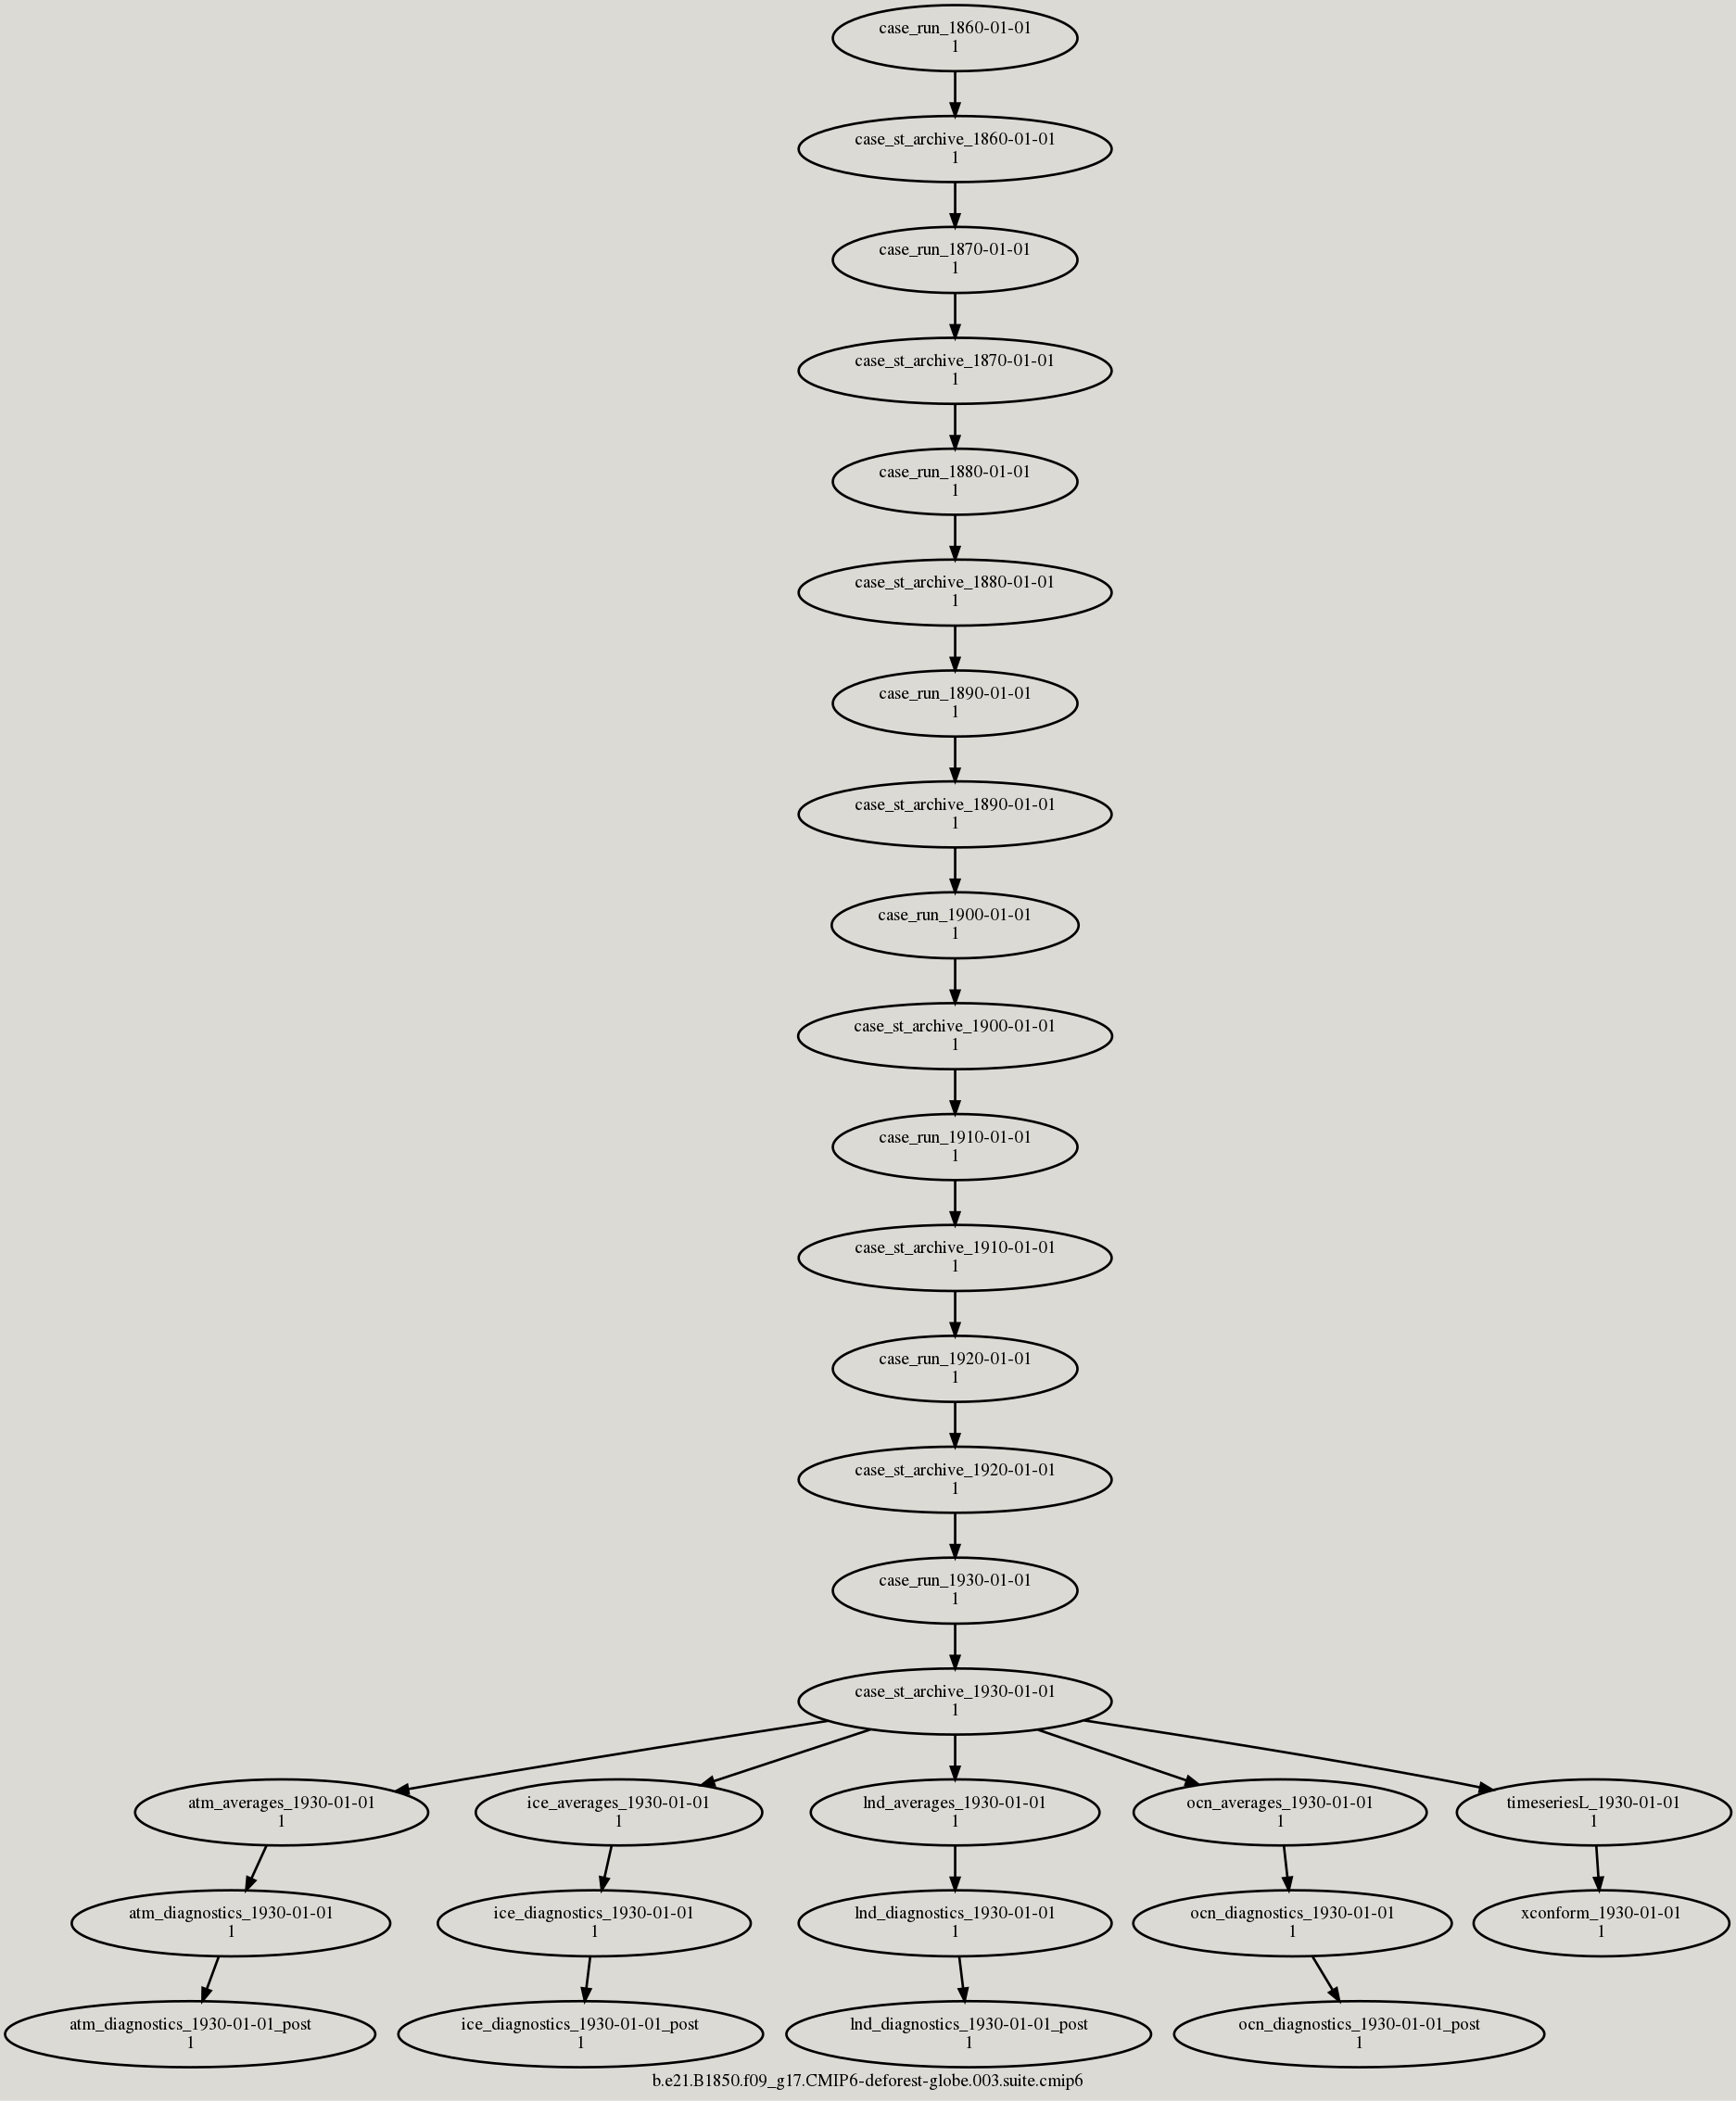 case_run_1860-01-01
1
case_st_archive_1860-01-01
1
case_run_1870-01-01
1
case_st_archive_1870-01-01
1
case_run_1880-01-01
1
case_st_archive_1880-01-01
1
case_run_1890-01-01
1
case_st_archive_1890-01-01
1
case_run_1900-01-01
1
case_st_archive_1900-01-01
1
case_run_1910-01-01
1
case_st_archive_1910-01-01
1
case_run_1920-01-01
1
case_st_archive_1920-01-01
1
case_run_1930-01-01
1
case_st_archive_1930-01-01
1
atm_averages_1930-01-01
1
ice_averages_1930-01-01
1
lnd_averages_1930-01-01
1
ocn_averages_1930-01-01
1
timeseriesL_1930-01-01
1
atm_diagnostics_1930-01-01
1
ice_diagnostics_1930-01-01
1
lnd_diagnostics_1930-01-01
1
ocn_diagnostics_1930-01-01
1
xconform_1930-01-01
1
atm_diagnostics_1930-01-01_post
1
ice_diagnostics_1930-01-01_post
1
lnd_diagnostics_1930-01-01_post
1
ocn_diagnostics_1930-01-01_post
1
b.e21.B1850.f09_g17.CMIP6-deforest-globe.003.suite.cmip6